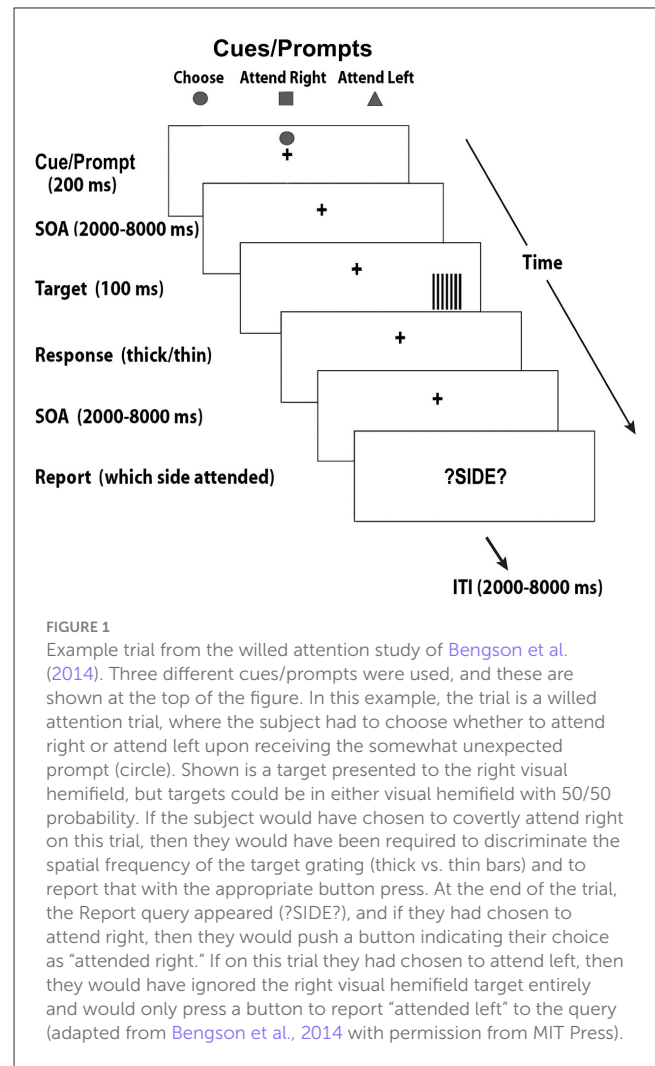 Cues/Prompts
Choose Attend Right Attend Left
+
Cue/Prompt
(200 ms)
+
SOA (2000-8000 ms)
+
Time
Target (100 ms)
+
Response (thick/thin)
+
SOA (2000-8000 ms)
Report (which side attended)
?SIDE?
ITI (2000-8000 ms)
FIGURE 1
Example trial from the willed attention study of Bengson et al.
(2014). Three different cues/prompts were used, and these are
shown at the top of the figure. In this example, the trial is a willed
attention trial, where the subject had to choose whether to attend
right or attend left upon receiving the somewhat unexpected
prompt (circle). Shown is a target presented to the right visual
hemifield, but targets could be in either visual hemifield with 50/50
probability. If the subject would have chosen to covertly attend right
on this trial, then they would have been required to discriminate the
spatial frequency of the target grating (thick vs. thin bars) and to
report that with the appropriate button press. At the end of the trial,
the Report query appeared (?SIDE?), and if they had chosen to
attend right, then they would push a button indicating their choice
as "attended right." If on this trial they had chosen to attend left, then
they would have ignored the right visual hemifield target entirely
and would only press a button to report "attended left" to the query
(adapted from Bengson et al., 2014 with permission from MIT Press).